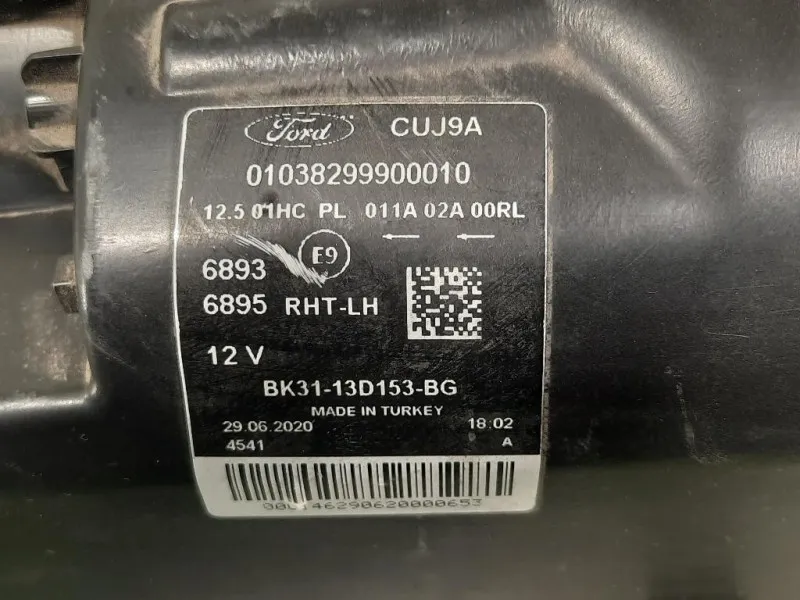 Ford CUJ9A
01038299900010
12.5 01HC PL 011A 02A 00RL
E9
6893
6895 RHT-LH
12 V
BK31-13D153-BG
MADE IN TURKEY
29.06.2020 18:02
4541 A